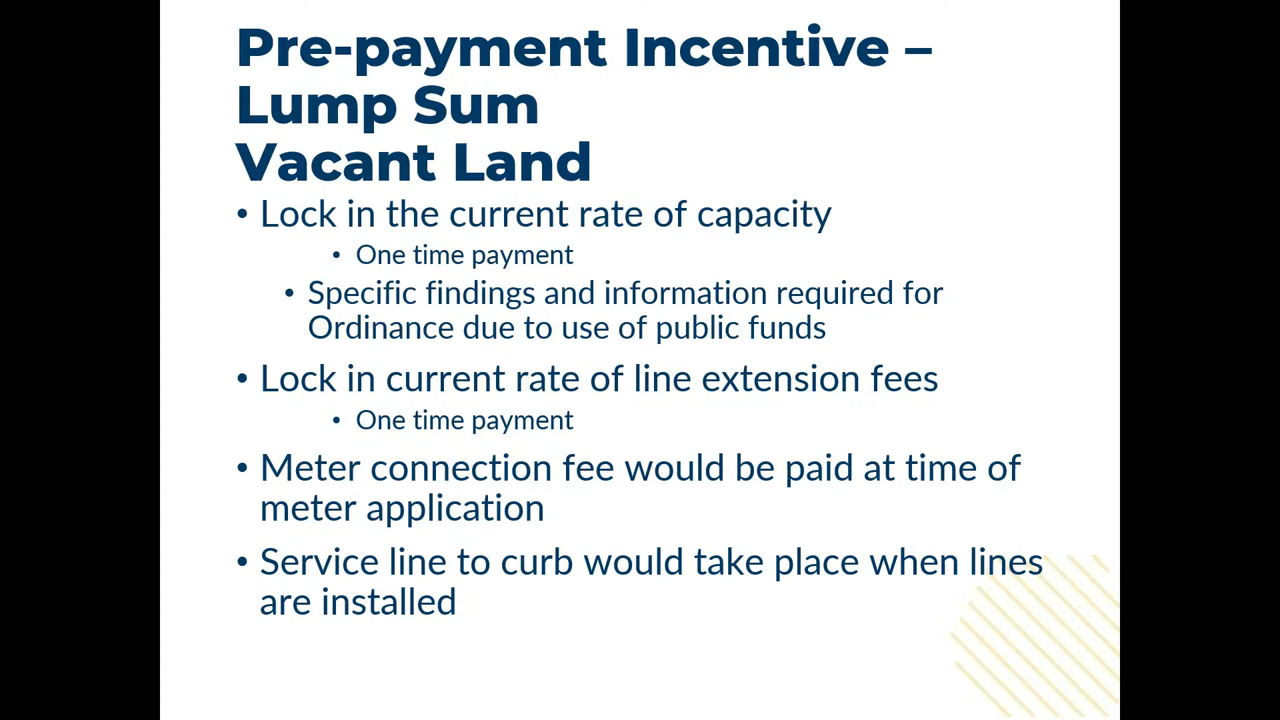 Pre-payment Incentive –
Lump Sum
Vacant Land
• Lock in the current rate of capacity
• One time payment
• Specific findings and information required for
Ordinance due to use of public funds
• Lock in current rate of line extension fees
• One time payment
• Meter connection fee would be paid at time of
meter application
• Service line to curb would take place when lines
are installed